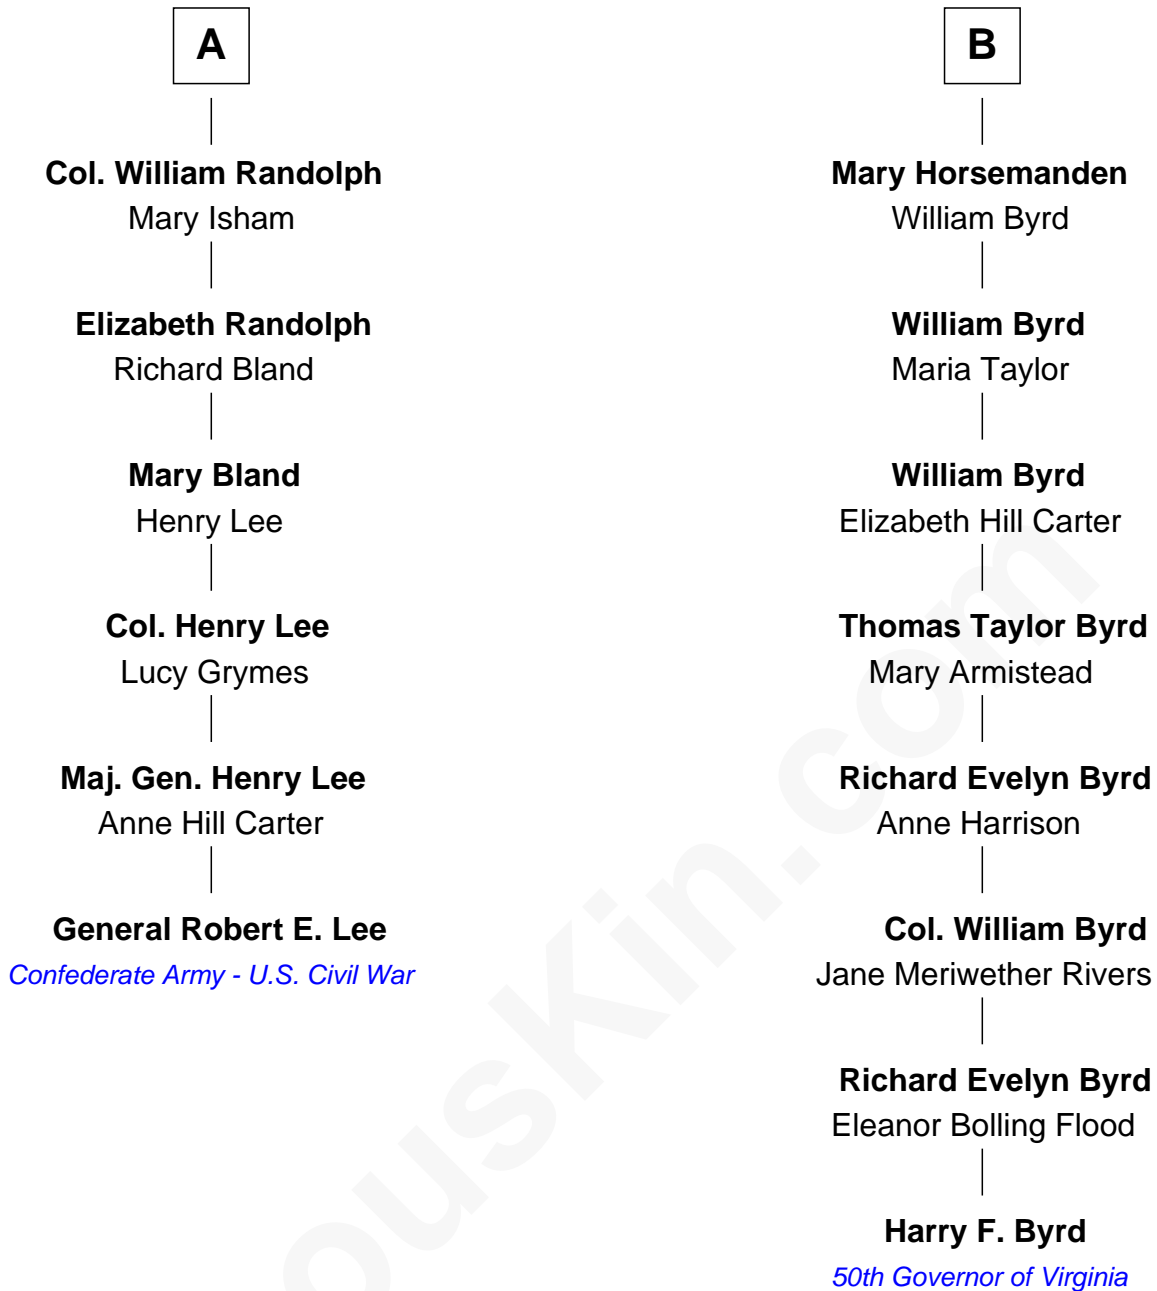 A
Col. William Randolph
Mary Isham
Elizabeth Randolph
Richard Bland
Mary Bland
Henry Lee
Col. Henry Lee
Lucy Grymes
Maj. Gen. Henry Lee
Anne Hill Carter
General Robert E. Lee
Confederate Army - U.S. Civil War
B
Mary Horsemanden
William Byrd
William Byrd
Maria Taylor
William Byrd
Elizabeth Hill Carter
Thomas Taylor Byrd
Mary Armistead
Richard Evelyn Byrd
Anne Harrison
Col. William Byrd
Jane Meriwether Rivers
Richard Evelyn Byrd
Eleanor Bolling Flood
Harry F. Byrd
50th Governor of Virginia
ousKin.com